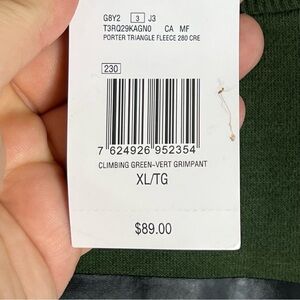 G8Y2 3 J3
T3RQ29KAGN0 CA MF
PORTER TRIANGLE FLEECE 280 CRE
230
7 624926 952354
CLIMBING GREEN-VERT GRIMPANT
XL/TG
$89.00